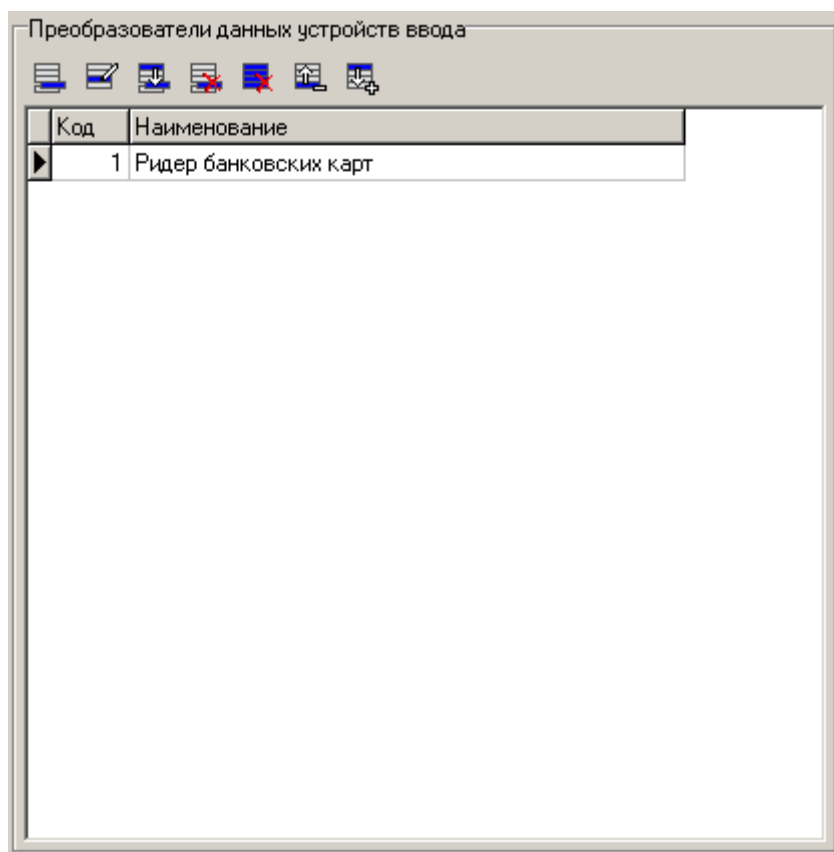 Преобразователи данных устройств ввода
Код Наименование
1 Ридер банковских карт